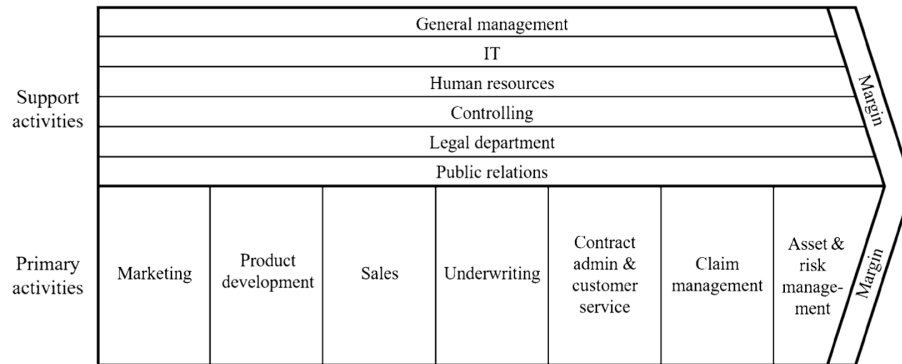 General management
IT
Human resources
Controlling
Legal department
Public relations
Support
activities
Margin
Primary
activities
Marketing
Product
development
Sales
Underwriting
Contract
admin &
customer
service
Claim
management
Asset &
risk
manage-
ment
Margin